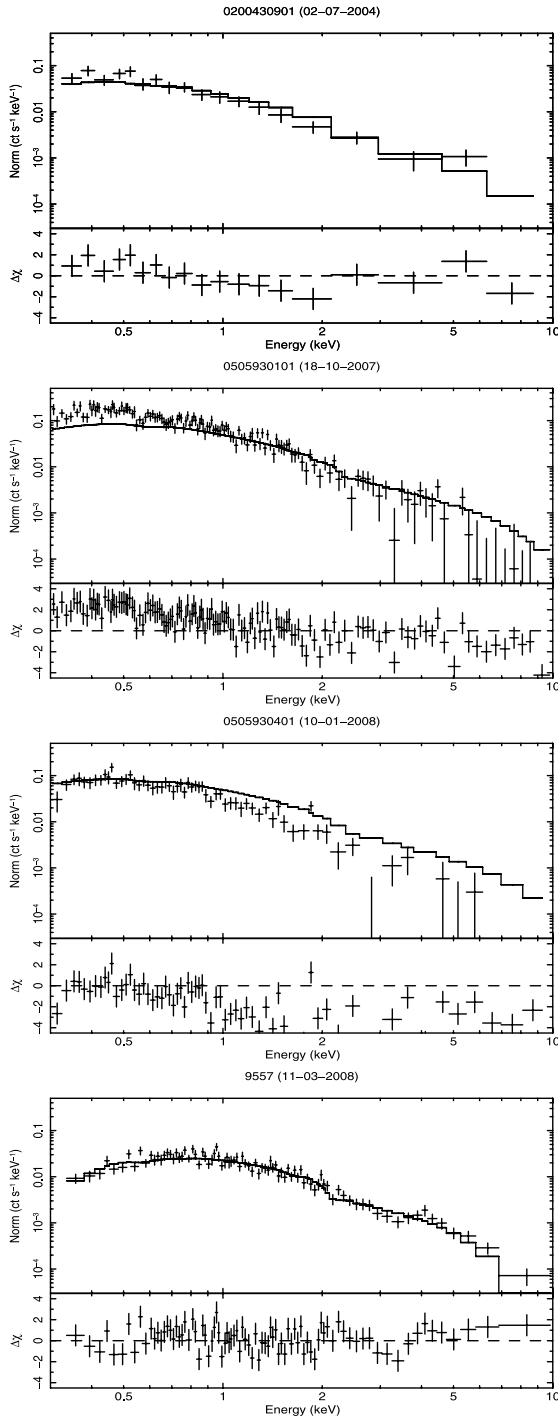 0200430901 (02−07−2004)
Norm (ct s⁻¹ keV⁻¹)
0.1
0.01
10⁻³
10⁻⁴
Δχ
4
2
0
−2
−4
0.5 1 2 5 10
Energy (keV)
0505930101 (18−10−2007)
Norm (ct s⁻¹ keV⁻¹)
0.1
0.01
10⁻³
10⁻⁴
Δχ
4
2
0
−2
−4
0.5 1 2 5 10
Energy (keV)
0505930401 (10−01−2008)
Norm (ct s⁻¹ keV⁻¹)
0.1
0.01
10⁻³
10⁻⁴
Δχ
4
2
0
−2
−4
0.5 1 2 5 10
Energy (keV)
9557 (11−03−2008)
Norm (ct s⁻¹ keV⁻¹)
0.1
0.01
10⁻³
10⁻⁴
Δχ
4
2
0
−2
−4
0.5 1 2 5 10
Energy (keV)